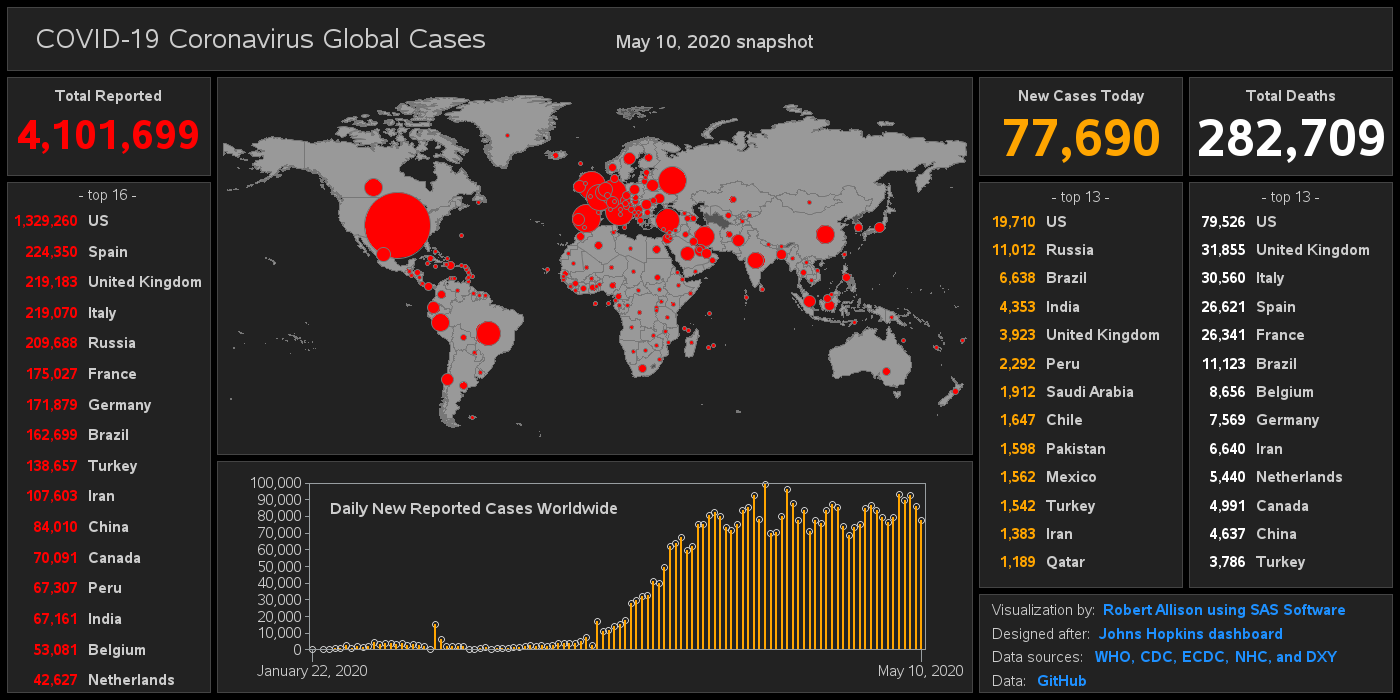 COVID-19 Coronavirus Global Cases
May 10, 2020 snapshot
Total Reported
4,101,699
- top 16 -
1,329,260 US
224,350 Spain
219,183 United Kingdom
219,070 Italy
209,688 Russia
175,027 France
171,879 Germany
162,699 Brazil
138,657 Turkey
107,603 Iran
84,010 China
70,091 Canada
67,307 Peru
67,161 India
53,081 Belgium
42,627 Netherlands
Daily New Reported Cases Worldwide
100,000
90,000
80,000
70,000
60,000
50,000
40,000
30,000
20,000
10,000
0
January 22, 2020
May 10, 2020
New Cases Today
77,690
- top 13 -
19,710 US
11,012 Russia
6,638 Brazil
4,353 India
3,923 United Kingdom
2,292 Peru
1,912 Saudi Arabia
1,647 Chile
1,598 Pakistan
1,562 Mexico
1,542 Turkey
1,383 Iran
1,189 Qatar
Total Deaths
282,709
- top 13 -
79,526 US
31,855 United Kingdom
30,560 Italy
26,621 Spain
26,341 France
11,123 Brazil
8,656 Belgium
7,569 Germany
6,640 Iran
5,440 Netherlands
4,991 Canada
4,637 China
3,786 Turkey
Visualization by: Robert Allison using SAS Software
Designed after: Johns Hopkins dashboard
Data sources: WHO, CDC, ECDC, NHC, and DXY
Data: GitHub